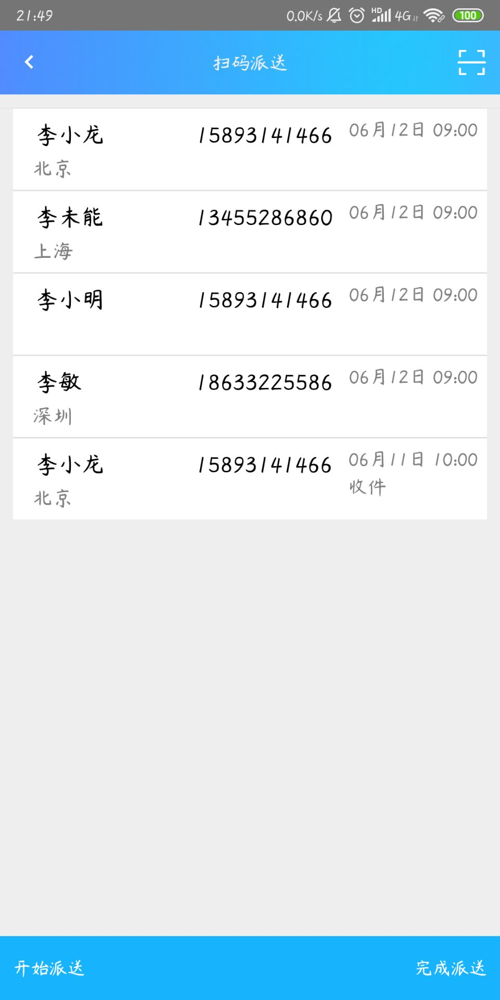 21:49 0.0K/s HD 4G 100
扫码派送
李小龙 15893141466 06月12日 09:00
北京
李未能 13455286860 06月12日 09:00
上海
李小明 15893141466 06月12日 09:00
李敏 18633225586 06月12日 09:00
深圳
李小龙 15893141466 06月11日 10:00
北京 收件
开始派送 完成派送